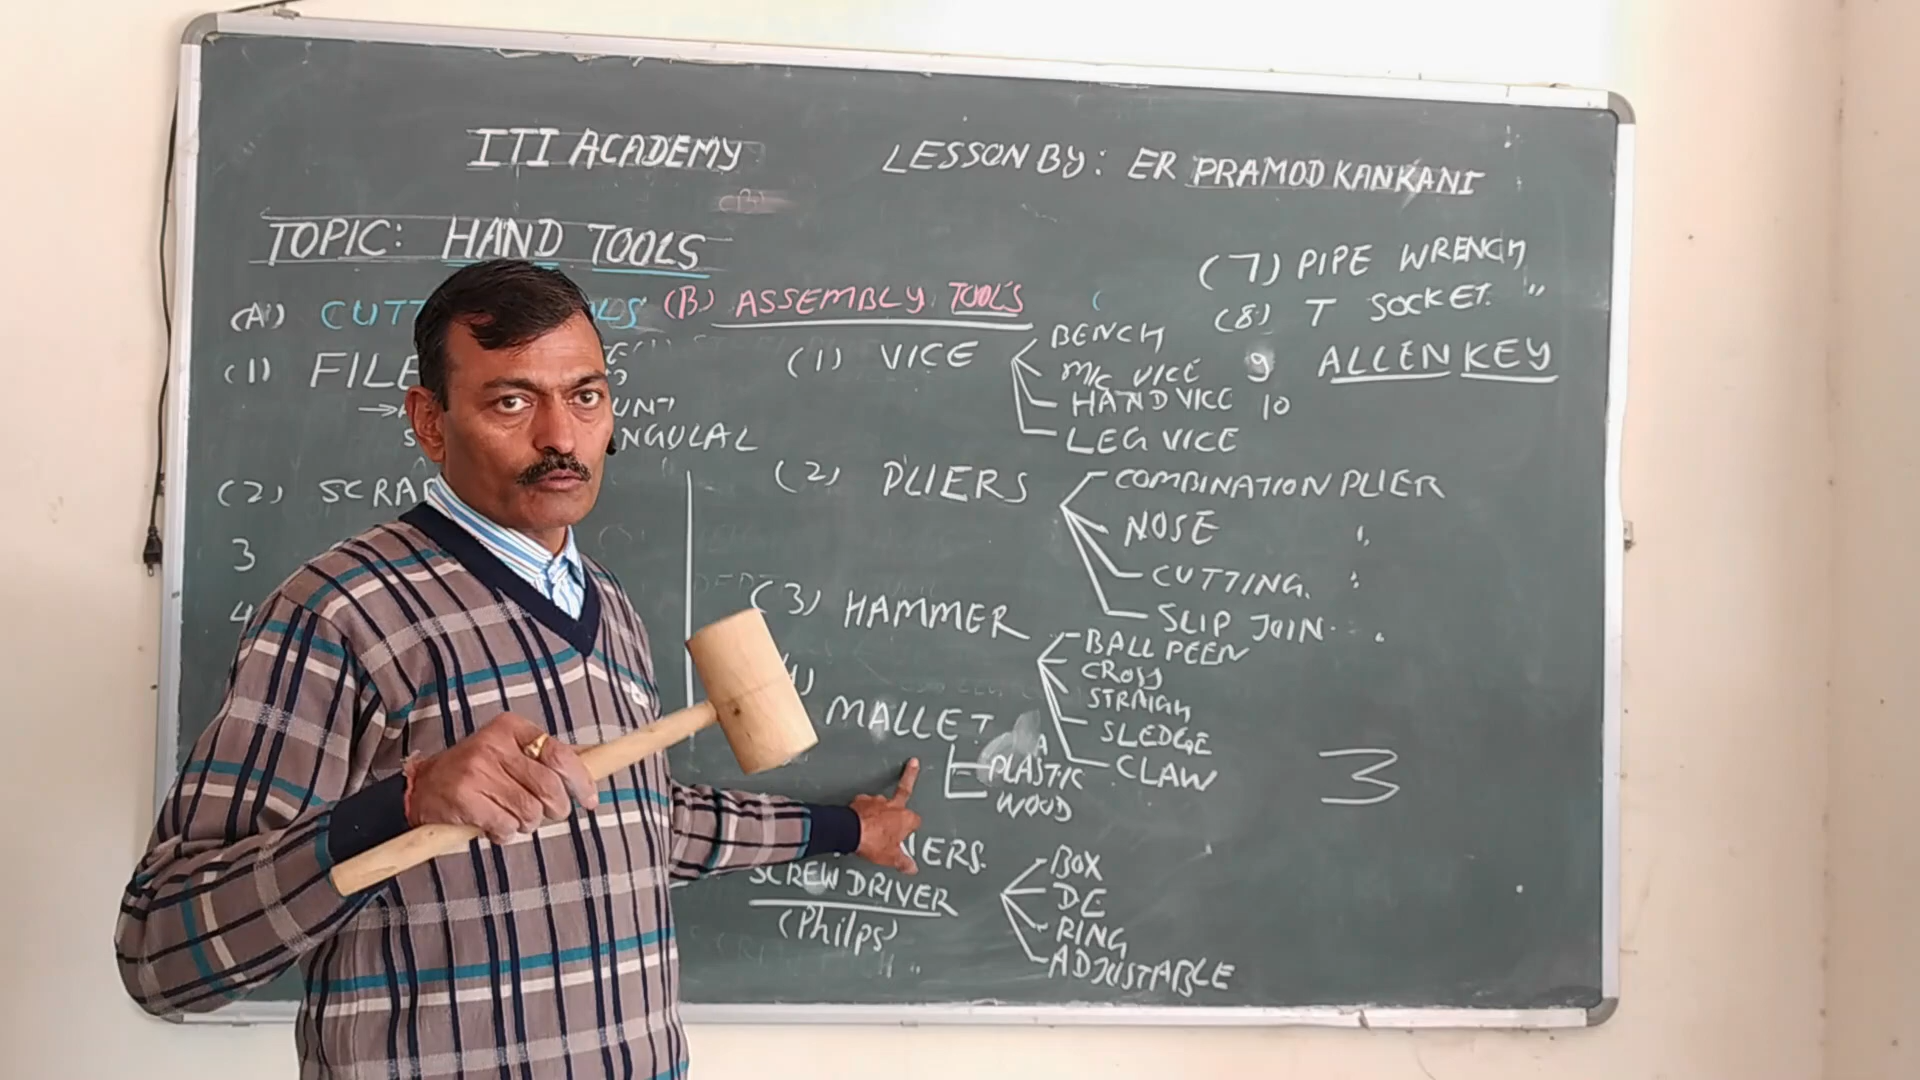 ITI ACADEMY
LESSON BY: ER PRAMOD KANKANI
(B)
TOPIC: HAND TOOLS
(A) CUTT
(B) ASSEMBLY TOOLS
(1) FILE
NGULAL
(2) SCRAP
3
4
(1) VICE
BENCH
M/C VICE
HAND VICE
LEG VICE
(2) PLIERS
COMBINATION PLIER
NOSE "
CUTTING. "
SLIP JOIN. "
(3) HAMMER
BALL PEEN
CROSS
STRAIGH
SLEDGE
CLAW
MALLET
PLASTIC
WOOD
NERS.
SCREW DRIVER
(Philps)
BOX
DE
RING
ADJUSTABLE
(7) PIPE WRENCH
(8) T SOCKET. "
9 ALLEN KEY
10
3